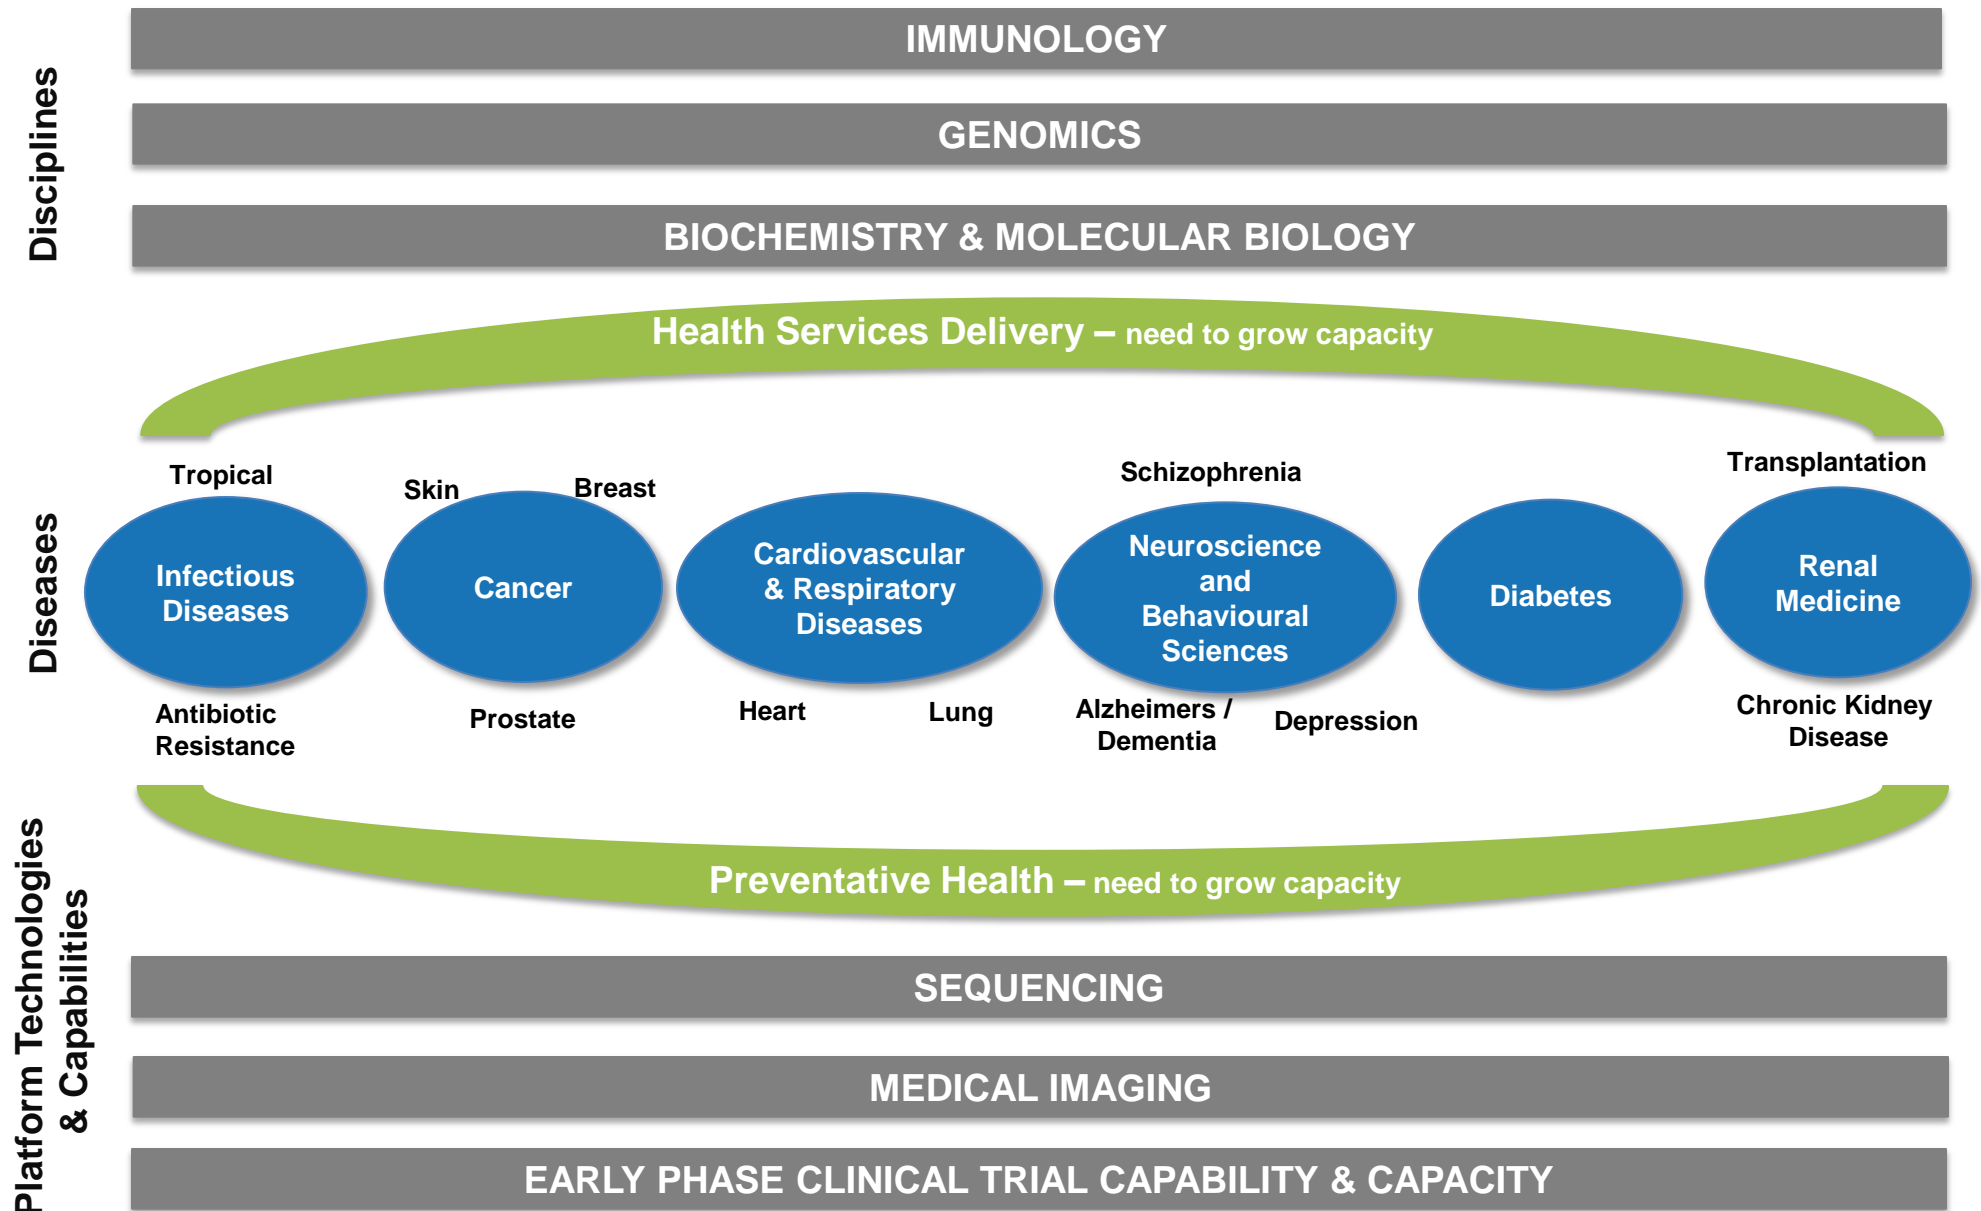 Disciplines
IMMUNOLOGY
GENOMICS
BIOCHEMISTRY & MOLECULAR BIOLOGY
Health Services Delivery – need to grow capacity
Diseases
Tropical
Infectious
Diseases
Antibiotic
Resistance
Skin
Breast
Cancer
Prostate
Cardiovascular
& Respiratory
Diseases
Heart
Lung
Schizophrenia
Neuroscience
and
Behavioural
Sciences
Alzheimers /
Dementia
Depression
Diabetes
Transplantation
Renal
Medicine
Chronic Kidney
Disease
Preventative Health – need to grow capacity
Platform Technologies
& Capabilities
SEQUENCING
MEDICAL IMAGING
EARLY PHASE CLINICAL TRIAL CAPABILITY & CAPACITY